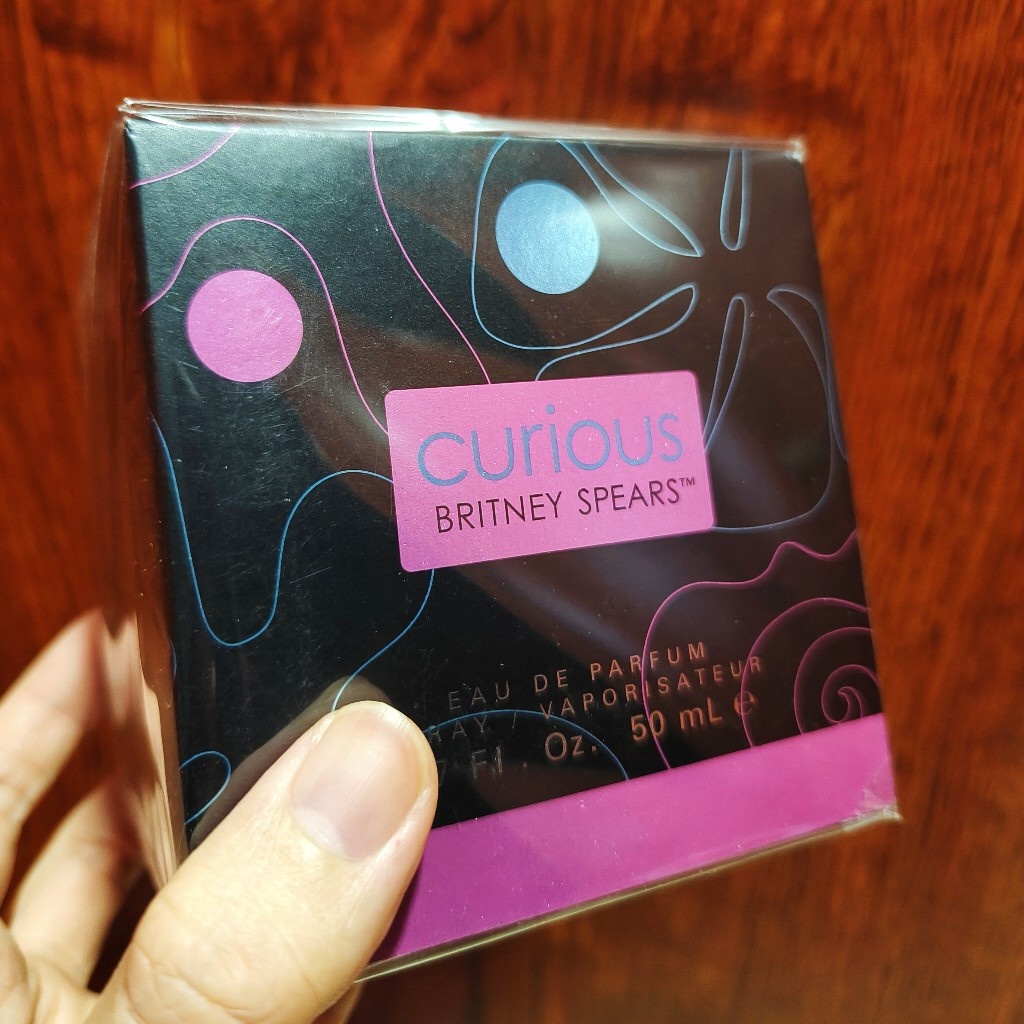 curious
BRITNEY SPEARS™
EAU DE PARFUM
/ VAPORISATEUR
Fl. Oz. 50 mL ℮